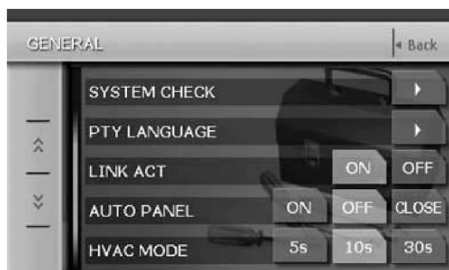 GENERAL Back
SYSTEM CHECK
PTY LANGUAGE
LINK ACT ON OFF
AUTO PANEL ON OFF CLOSE
HVAC MODE 5s 10s 30s